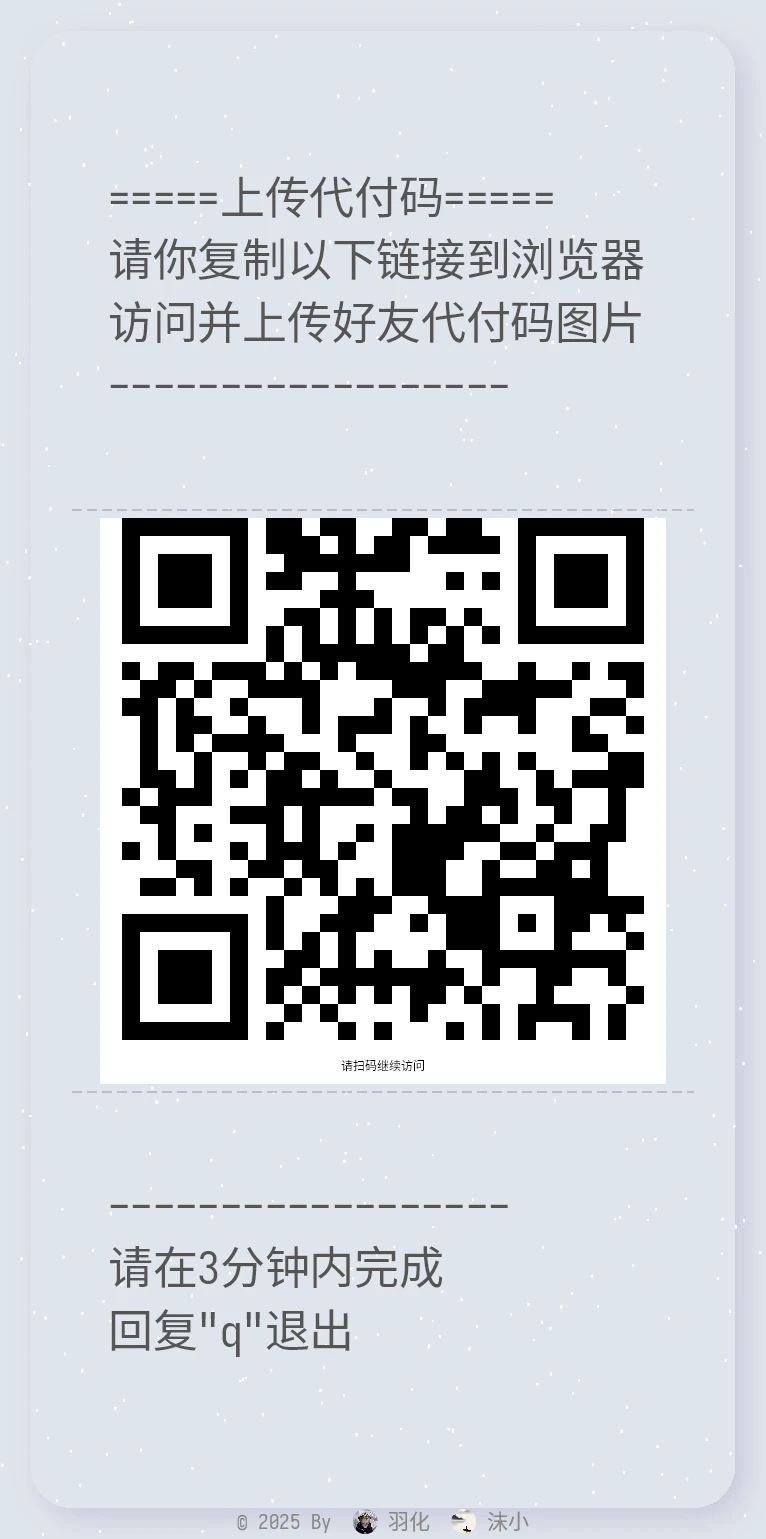 =====上传代付码=====
请你复制以下链接到浏览器
访问并上传好友代付码图片
------------------
请扫码继续访问
------------------
请在3分钟内完成
回复"q"退出
© 2025 By 羽化 沫小